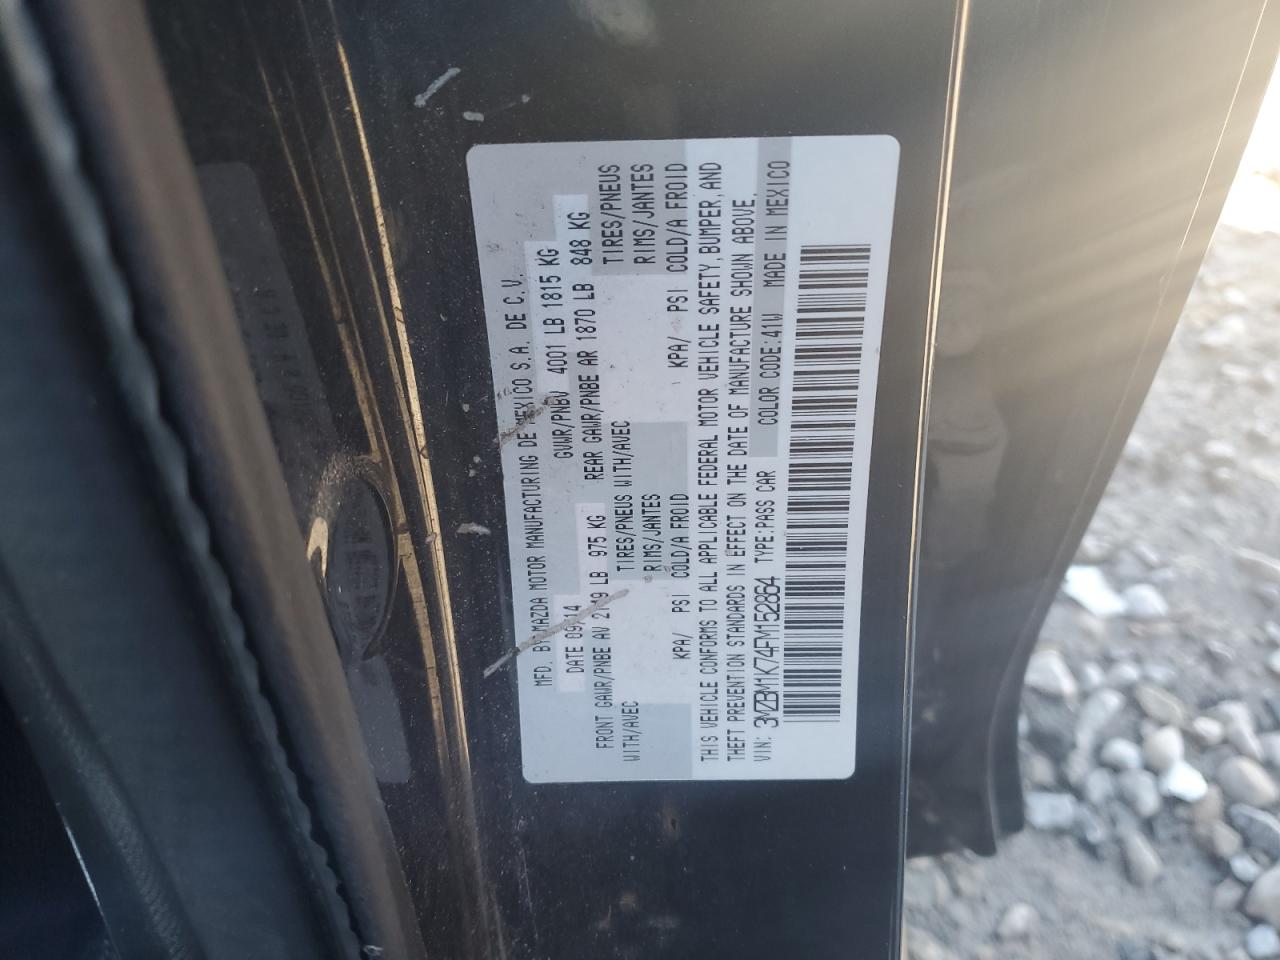 MFD. BY MAZDA MOTOR MANUFACTURING DE MEXICO S.A. DE C.V.
DATE 09/14 GVWR/PNBV 4001 LB 1815 KG
FRONT GAWR/PNBE AV 2149 LB 975 KG REAR GAWR/PNBE AR 1870 LB 848 KG
WITH/AVEC TIRES/PNEUS WITH/AVEC TIRES/PNEUS
RIMS/JANTES RIMS/JANTES
KPA/ PSI COLD/A FROID KPA/ PSI COLD/A FROID
THIS VEHICLE CONFORMS TO ALL APPLICABLE FEDERAL MOTOR VEHICLE SAFETY, BUMPER, AND
THEFT PREVENTION STANDARDS IN EFFECT ON THE DATE OF MANUFACTURE SHOWN ABOVE.
VIN: 3MZBM1K74FM152864 TYPE:PASS CAR COLOR CODE:41W MADE IN MEXICO